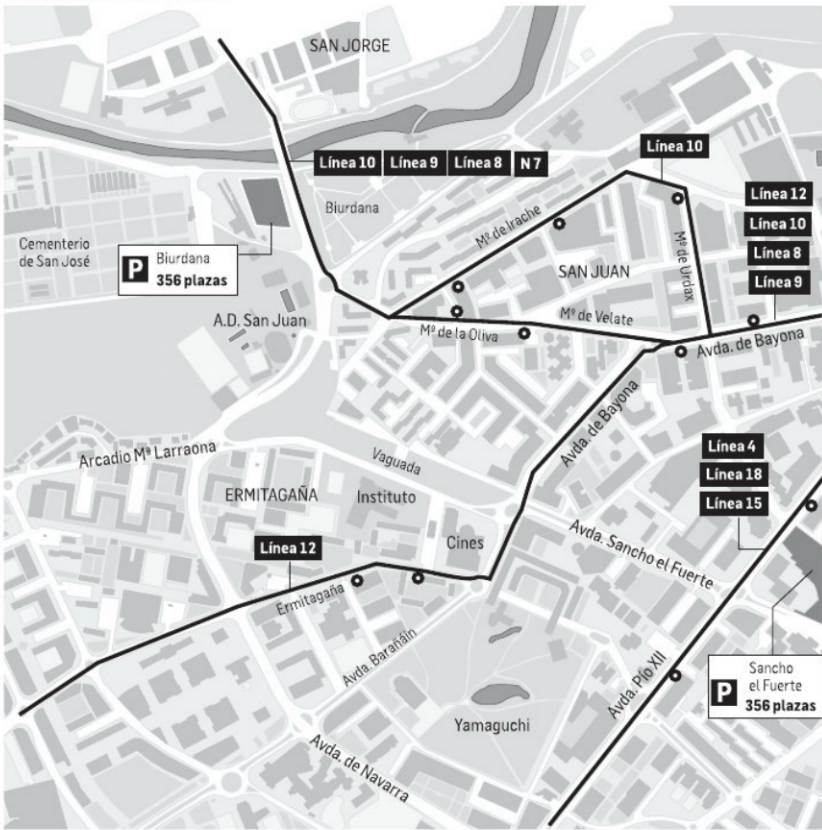 SAN JORGE
Línea 10
Línea 10 Línea 9 Línea 8 N 7
Línea 12
Línea 10
Línea 8
Línea 9
Biurdana
Mº de Irache
Cementerio
de San José
P Biurdana
356 plazas
SAN JUAN
Mº de Urdax
A.D. San Juan
Mº de Velate
Mº de la Oliva
Avda. de Bayona
Avda. de Bayona
Arcadio Mª Larraona
Vaguada
Línea 4
Línea 18
Línea 15
ERMITAGAÑA
Instituto
Cines
Avda. Sancho el Fuerte
Línea 12
Ermitagaña
Avda. Barañáin
Avda. Pío XII
P Sancho
el Fuerte
356 plazas
Yamaguchi
Avda. de Navarra